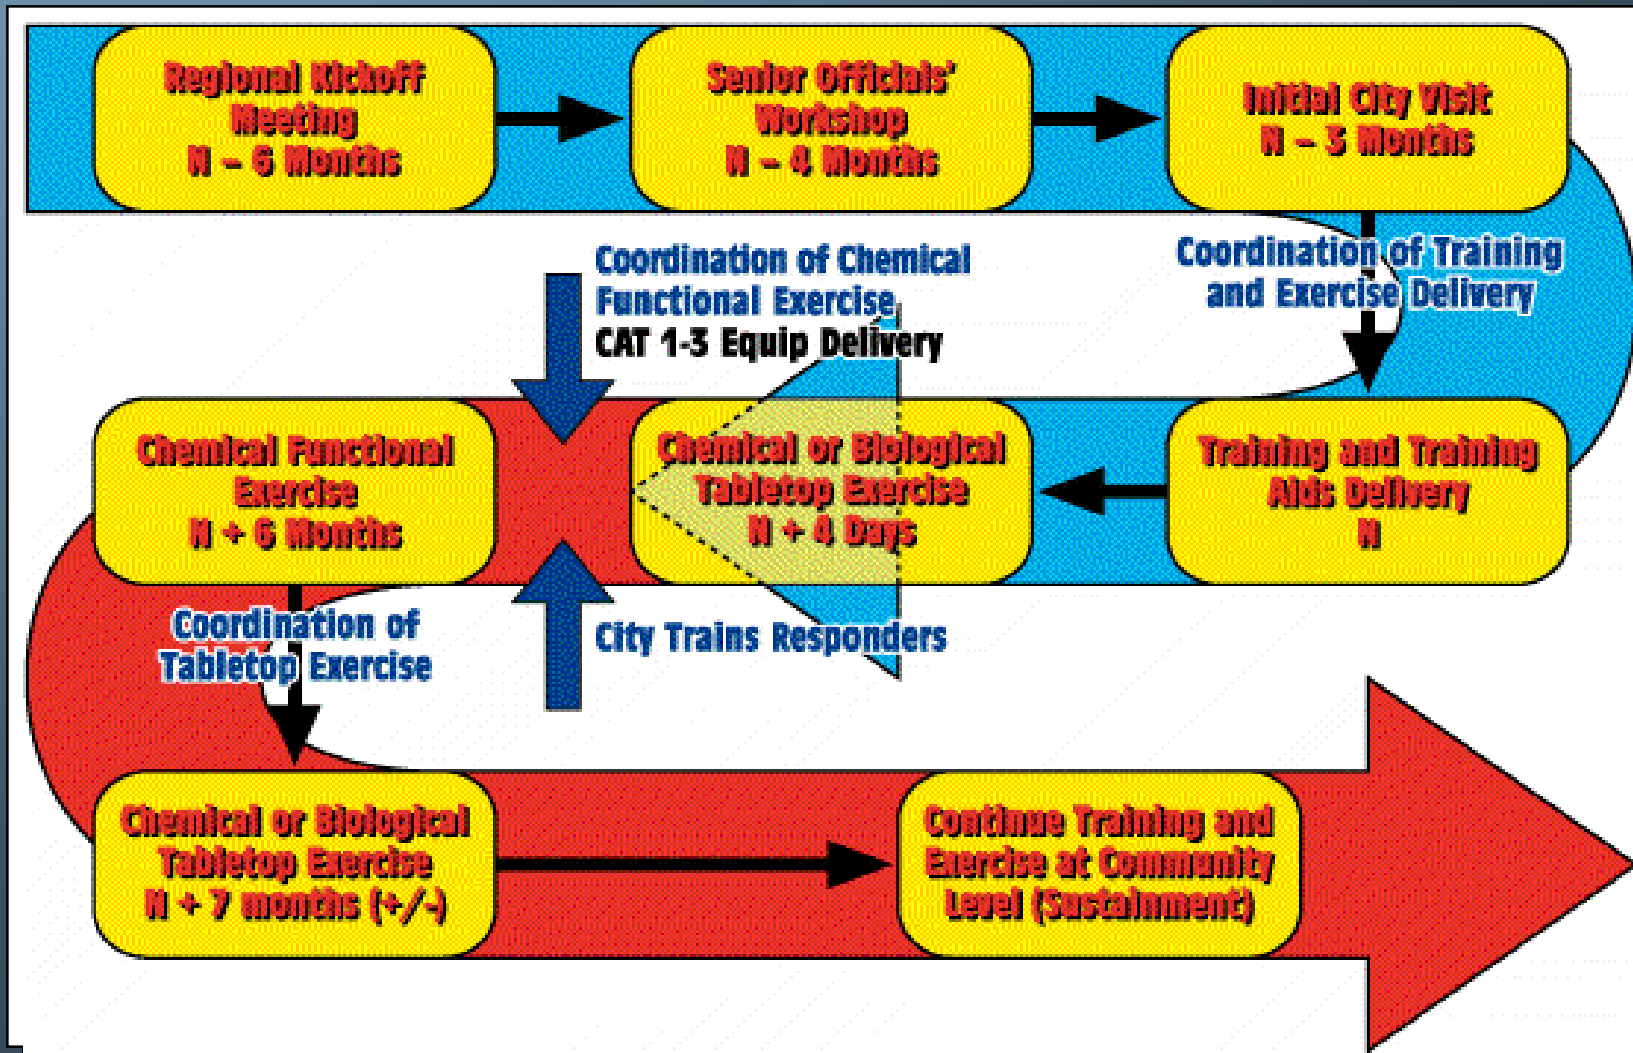 Regional Kickoff
Meeting
N – 6 Months
Senior Officials'
Workshop
N – 4 Months
Initial City Visit
N – 3 Months
Coordination of Training
and Exercise Delivery
Coordination of Chemical
Functional Exercise
CAT 1-3 Equip Delivery
Training and Training
Aids Delivery
N
Chemical or Biological
Tabletop Exercise
N + 4 Days
Chemical Functional
Exercise
N + 6 Months
City Trains Responders
Coordination of
Tabletop Exercise
Chemical or Biological
Tabletop Exercise
N + 7 months (+/-)
Continue Training and
Exercise at Community
Level (Sustainment)